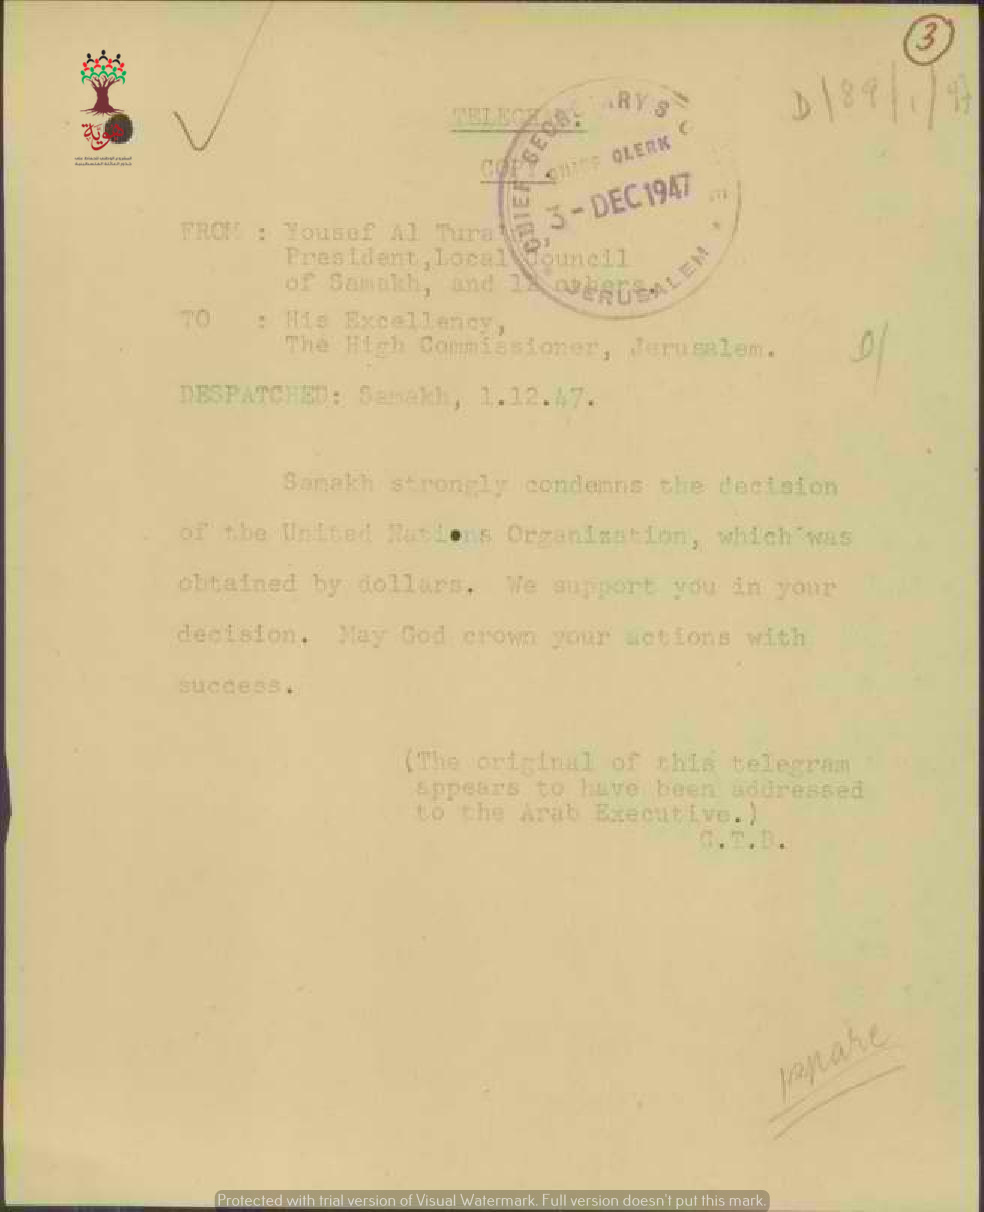 3
D/89/1/47
TELEGRAM
COPY.
CHIEF SECRETARY'S
CHIEF CLERK
3 - DEC 1947
JERUSALEM
FROM : Yousef Al Tura
President,Local Council
of Samakh, and 12 others.
TO : His Excellency,
The High Commissioner, Jerusalem.
DESPATCHED: Samakh, 1.12.47.
Samakh strongly condemns the decision
of the United Nations Organization, which was
obtained by dollars. We support you in your
decision. May God crown your actions with
success.
(The original of this telegram
appears to have been addressed
to the Arab Executive.)
G.T.D.
1 spare
هوية
Protected with trial version of Visual Watermark. Full version doesn't put this mark.